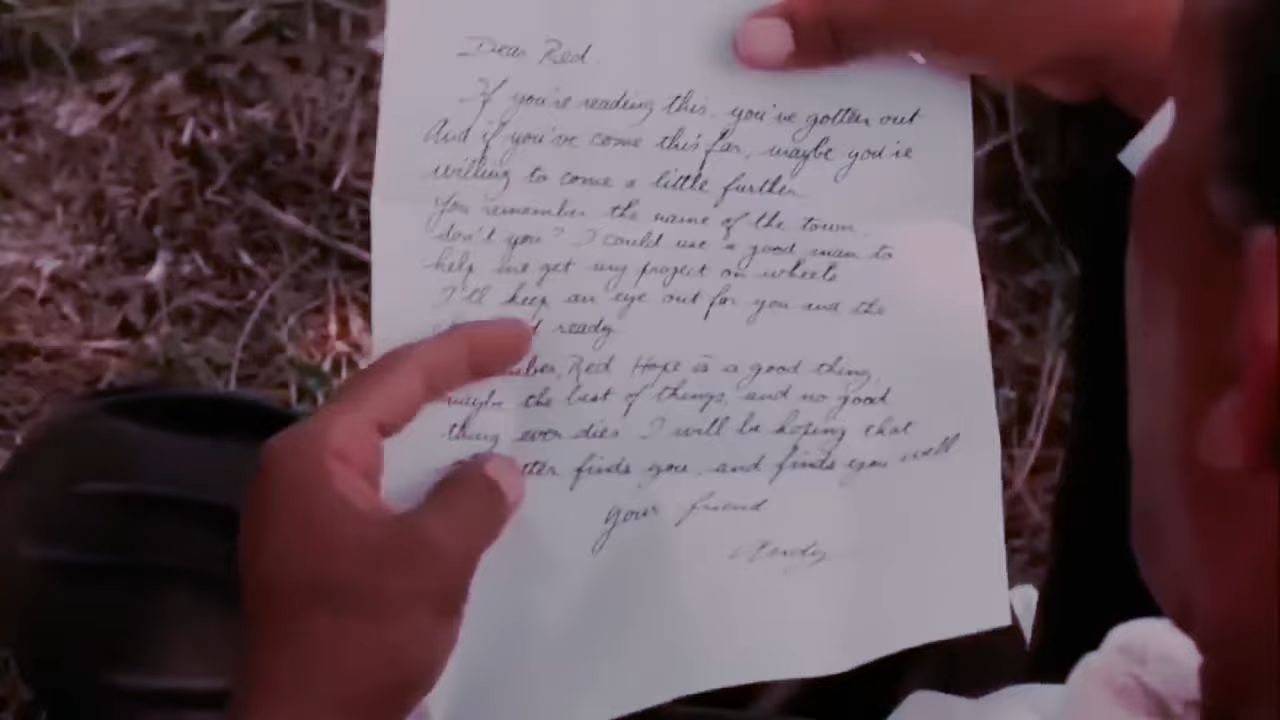 Dear Red.
If you're reading this, you've gotten out
And if you've come this far, maybe you're
willing to come a little further
You remember the name of the town,
don't you? I could use a good man to
help me get my project on wheels
I'll keep an eye out for you and the
ready
Red Hope is a good thing,
maybe the best of things, and no good
thing ever dies I will be hoping that
finds you, and finds you well
your friend
Andy